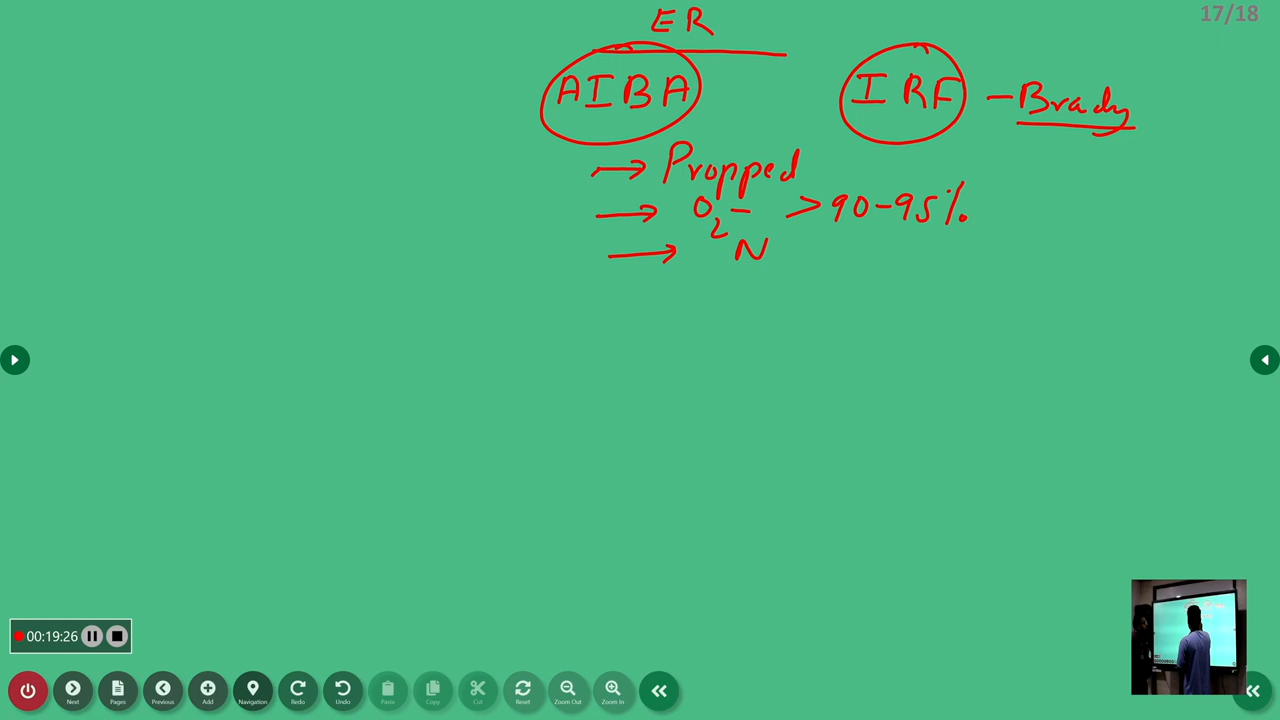 17/18
ER
AIBA IRF - Brady
→ Propped
→ O2 - > 90-95%
→ N
00:19:26
Next Pages Previous Add Navigation Redo Undo Paste Copy Cut Reset Zoom Out Zoom In